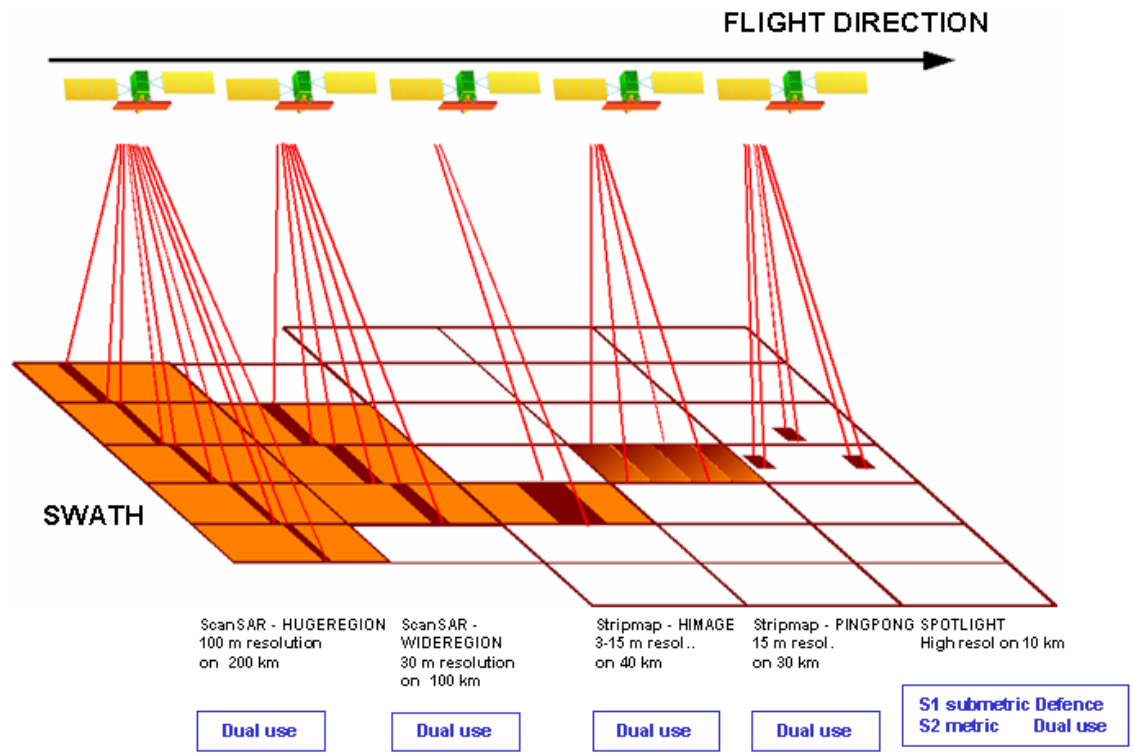 FLIGHT DIRECTION
SWATH
ScanSAR - HUGEREGION
100 m resolution
on 200 km
ScanSAR -
WIDEREGION
30 m resolution
on 100 km
Stripmap - HIMAGE
3-15 m resol..
on 40 km
Stripmap - PINGPONG
15 m resol.
on 30 km
SPOTLIGHT
High resol on 10 km
Dual use
Dual use
Dual use
Dual use
S1 submetric Defence
S2 metric Dual use